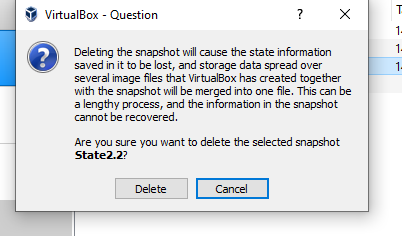 VirtualBox - Question
Deleting the snapshot will cause the state information
saved in it to be lost, and storage data spread over
several image files that VirtualBox has created together
with the snapshot will be merged into one file. This can be
a lengthy process, and the information in the snapshot
cannot be recovered.
Are you sure you want to delete the selected snapshot
State2.2?
Delete
Cancel